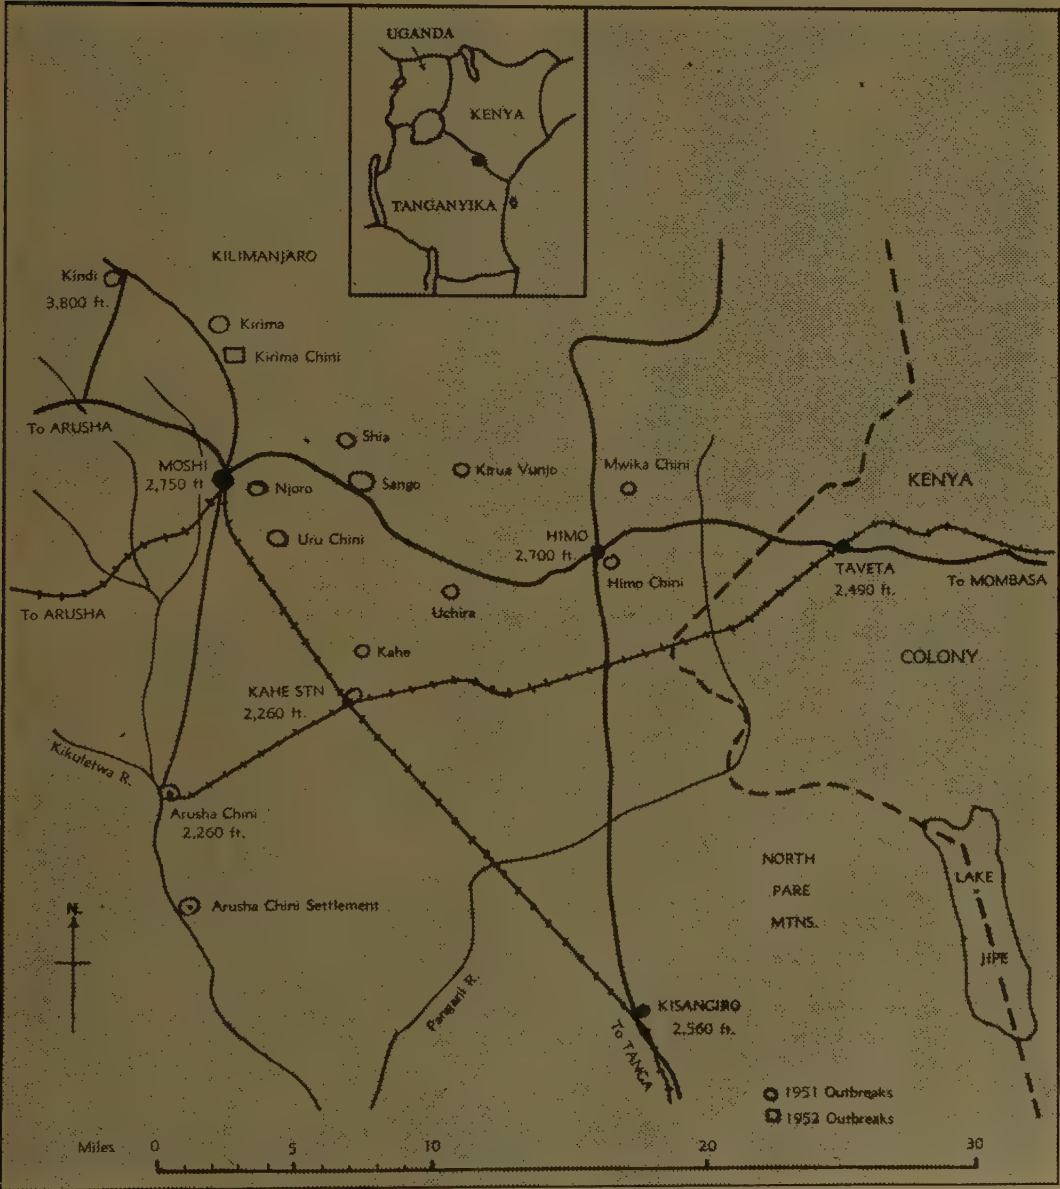 UGANDA
KENYA
TANGANYIKA
KILIMANJARO
Kindi
3,800 ft.
Kirima
Kirima Chini
To ARUSHA
MOSHI
2,750 ft
Shia
Njoro
Sango
Kirua Vunjo
Mwika Chini
KENYA
Uru Chini
HIMO
2,700 ft.
Himo Chini
TAVETA
2,490 ft.
To MOMBASA
To ARUSHA
Uchira
Kahe
COLONY
KAHE STN
2,260 ft.
Kikuletwa R.
Arusha Chini
2,260 ft.
NORTH
PARE
MTNS.
LAKE
JIPE
N.
Arusha Chini Settlement
Pangani R.
KISANGIRO
2,560 ft.
To TANGA
1951 Outbreaks
1952 Outbreaks
Miles 0 5 10 20 30